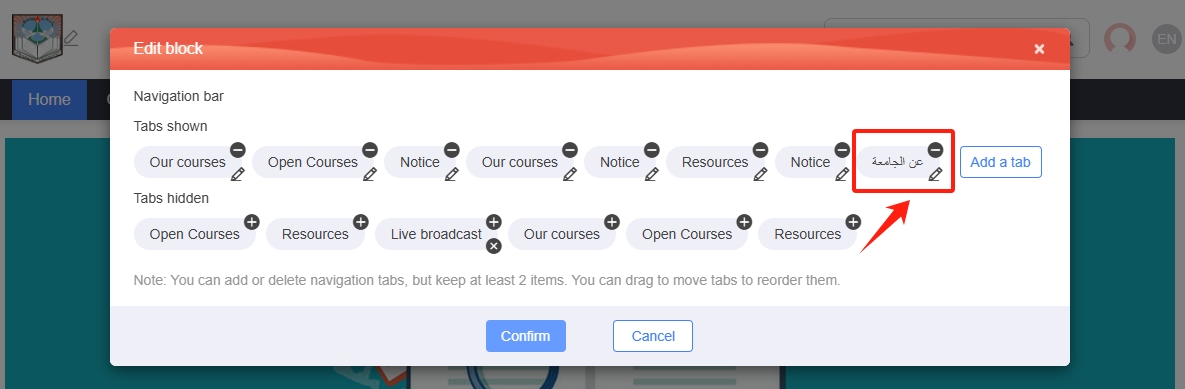 EN
Edit block
Home
Navigation bar
Tabs shown
Our courses Open Courses Notice Our courses Notice Resources Notice عن الجامعة Add a tab
Tabs hidden
Open Courses Resources Live broadcast Our courses Open Courses Resources
Note: You can add or delete navigation tabs, but keep at least 2 items. You can drag to move tabs to reorder them.
Confirm Cancel